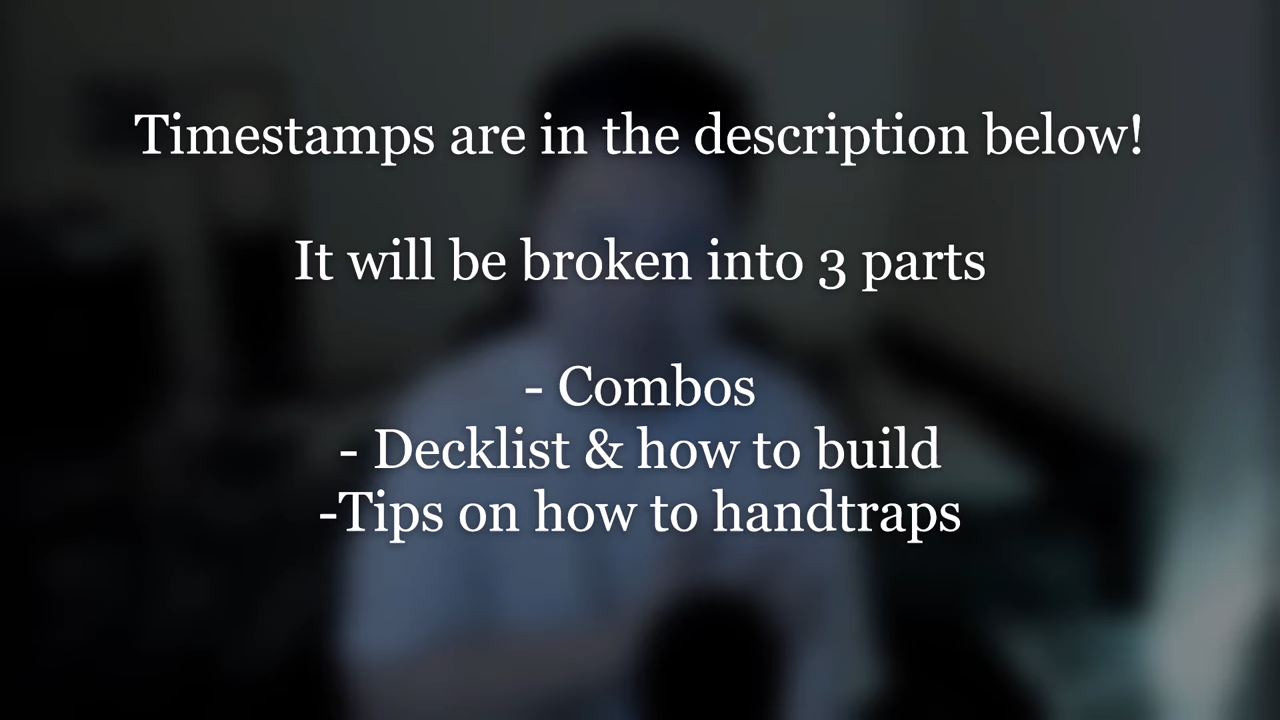 Timestamps are in the description below!
It will be broken into 3 parts
- Combos
- Decklist & how to build
-Tips on how to handtraps